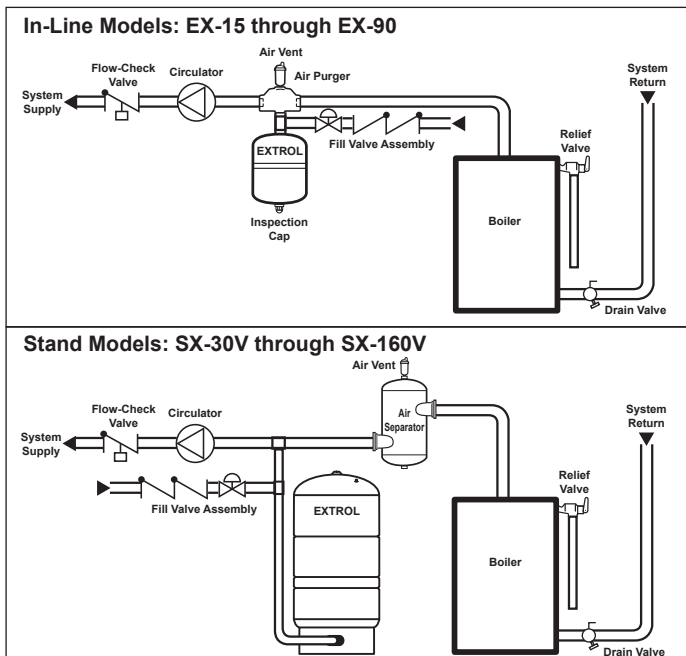 In-Line Models: EX-15 through EX-90
Air Vent
Flow-Check
Valve
Circulator
Air Purger
System
Supply
System
Return
EXTROL
Fill Valve Assembly
Relief
Valve
Inspection
Cap
Boiler
Drain Valve
Stand Models: SX-30V through SX-160V
Air Vent
Flow-Check
Valve
Circulator
Air
Separator
System
Supply
System
Return
Fill Valve Assembly
EXTROL
Relief
Valve
Boiler
Drain Valve